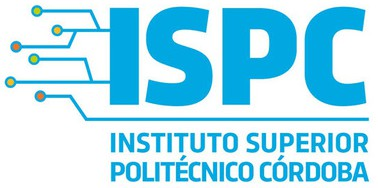 ISPC
INSTITUTO SUPERIOR
POLITÉCNICO CÓRDOBA